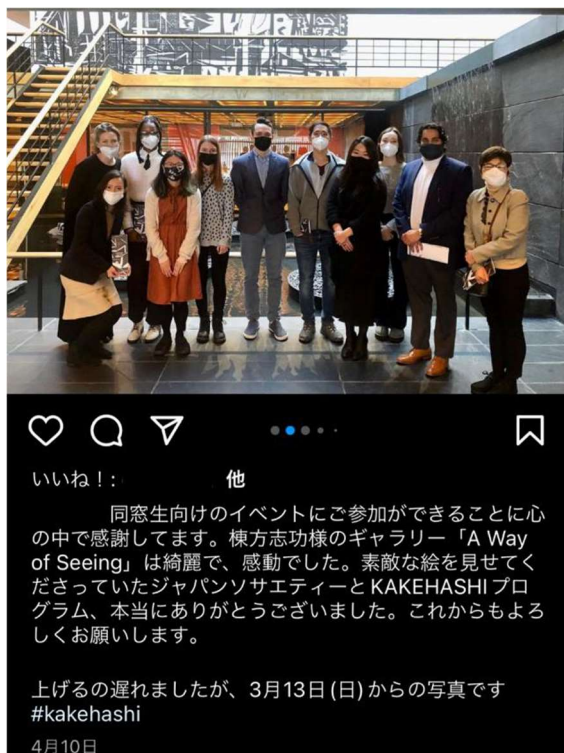 いいね！: 他
同窓生向けのイベントにご参加ができることに心
の中で感謝してます。棟方志功様のギャラリー「A Way
of Seeing」は綺麗で、感動でした。素敵な絵を見せてく
ださっていたジャパンソサエティーとKAKEHASHIプロ
グラム、本当にありがとうございました。これからもよろ
しくお願いします。
上げるの遅れましたが、3月13日(日)からの写真です
#kakehashi
4月10日